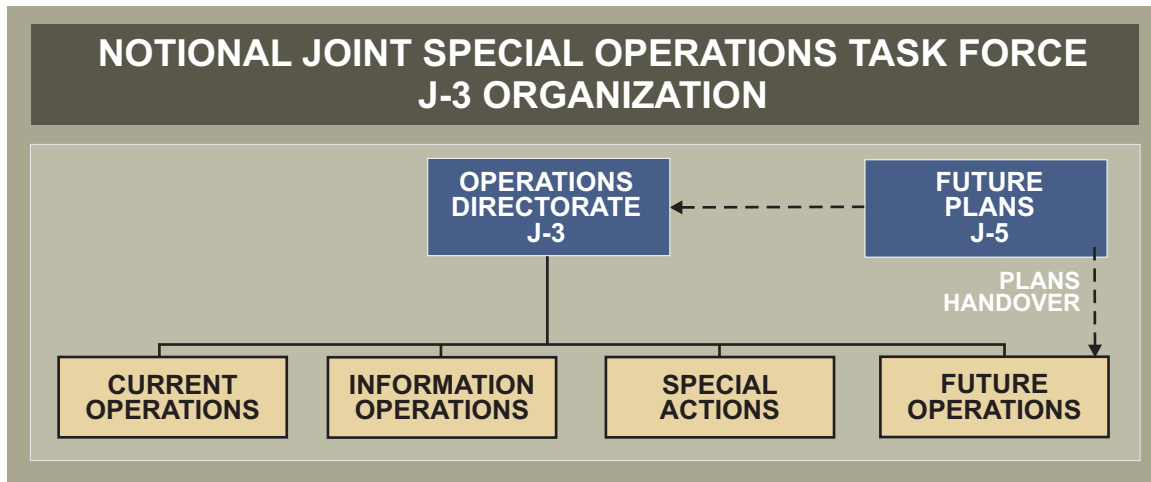 NOTIONAL JOINT SPECIAL OPERATIONS TASK FORCE
J-3 ORGANIZATION
OPERATIONS
DIRECTORATE
J-3
FUTURE
PLANS
J-5
PLANS
HANDOVER
CURRENT
OPERATIONS
INFORMATION
OPERATIONS
SPECIAL
ACTIONS
FUTURE
OPERATIONS